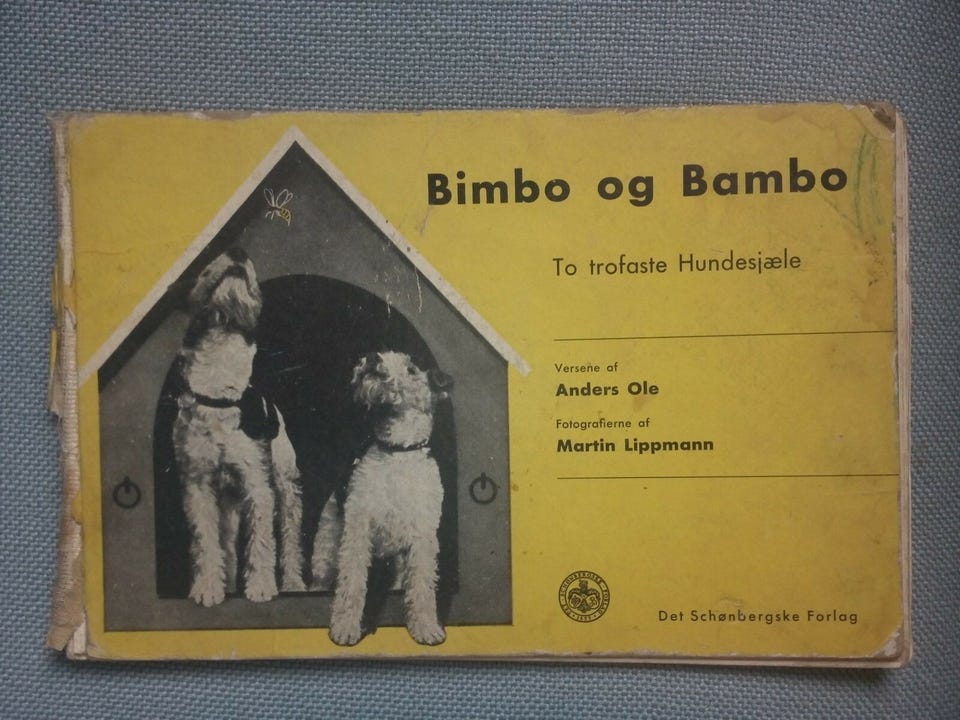 Bimbo og Bambo
To trofaste Hundesjæle
Versene af
Anders Ole
Fotografierne af
Martin Lippmann
Det Schønbergske Forlag